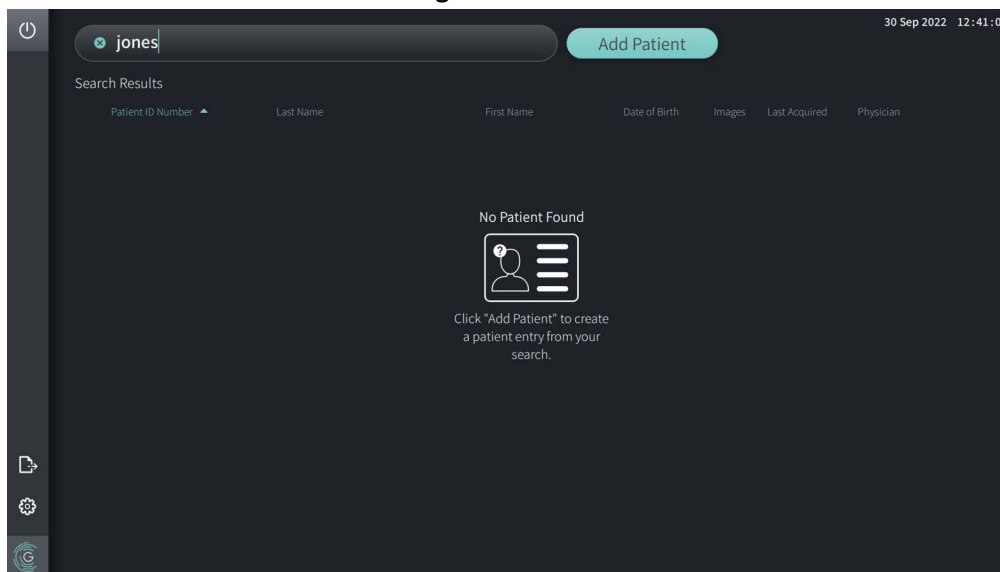 30 Sep 2022 12:41:0
jones
Add Patient
Search Results
Patient ID Number Last Name First Name Date of Birth Images Last Acquired Physician
No Patient Found
?
Click "Add Patient" to create
a patient entry from your
search.
G